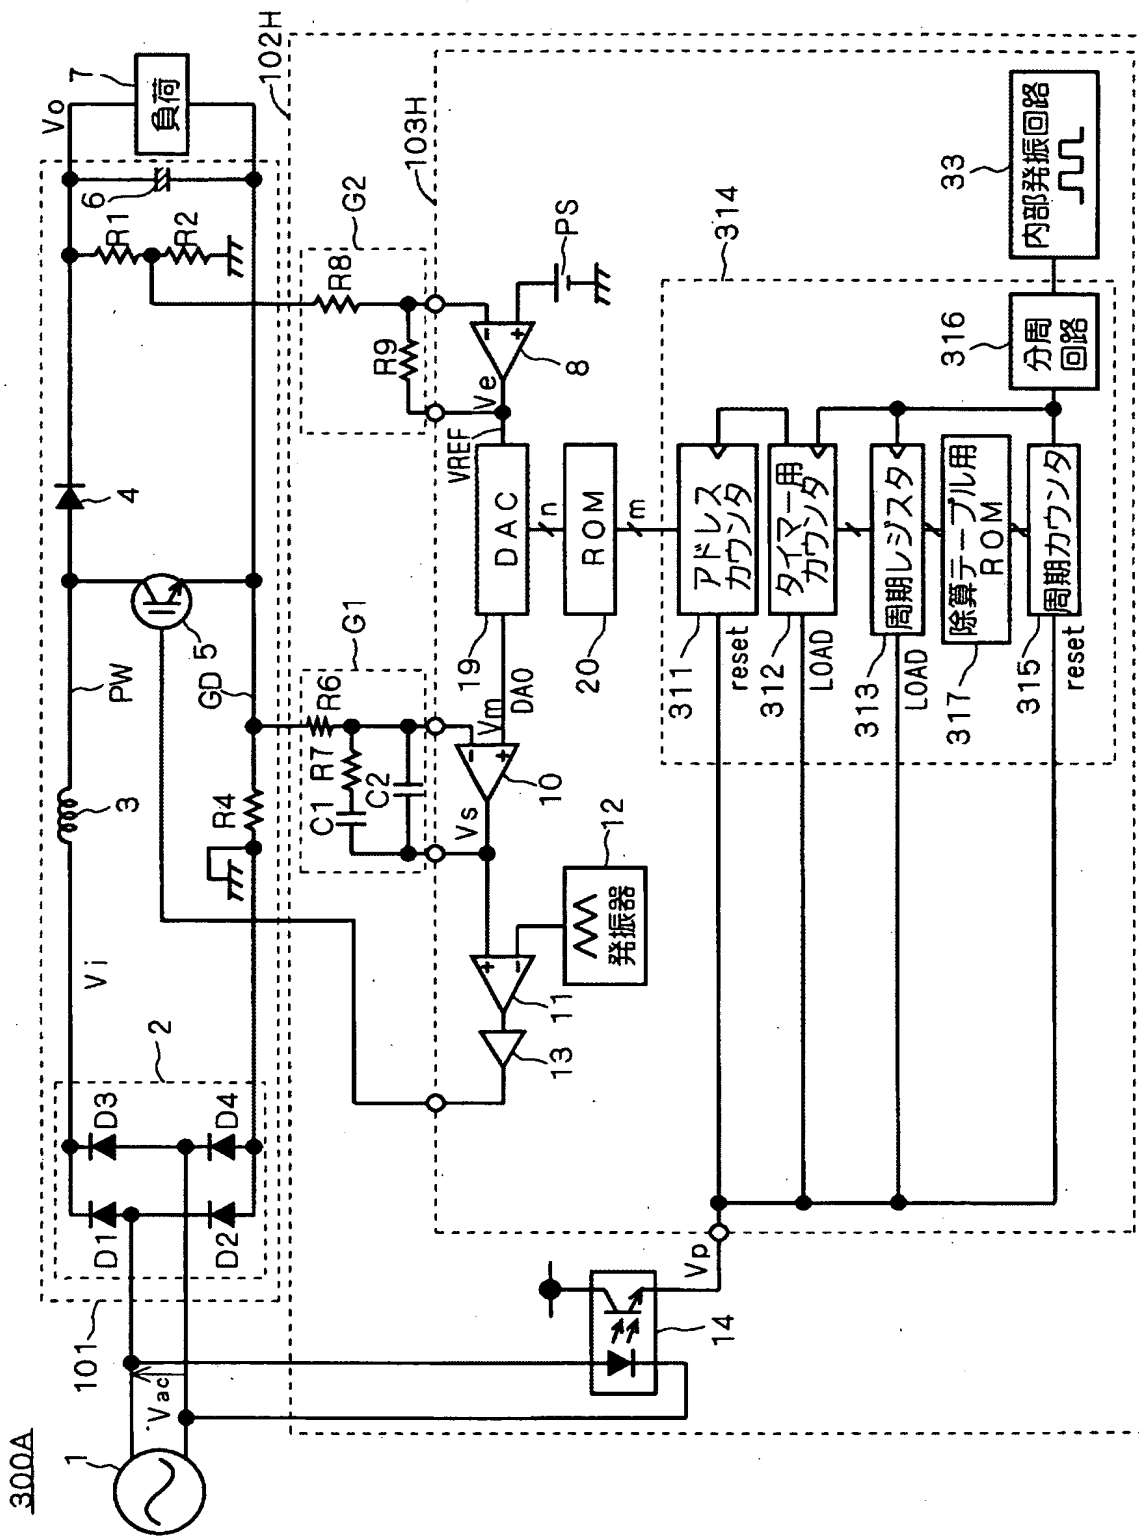 300A
1
Vac
101
2
D1
D3
D2
D4
Vi
3
PW
4
5
GD
R4
R1
R2
6
Vo
7
負荷
102H
103H
G1
R6
R7
C1
C2
G2
R8
R9
PS
8
Ve
VREF
DAC
19
n
ROM
20
m
DAO
Vm
10
Vs
11
12
発振器
13
14
Vp
314
アドレス
カウンタ
311
reset
タイマー用
カウンタ
312
LOAD
周期レジスタ
313
LOAD
除算テーブル用
ROM
317
周期カウンタ
315
reset
316
分周
回路
33
内部発振回路